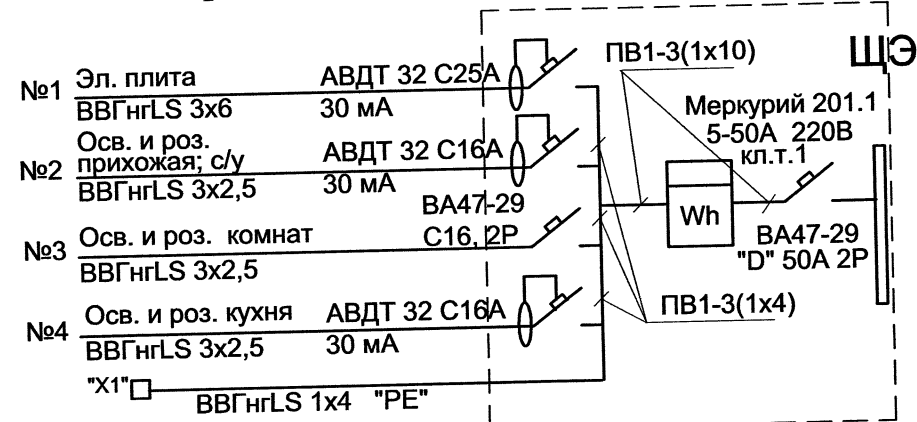 ЩЭ
ПВ1-3(1х10)
№1 Эл. плита АВДТ 32 С25А
ВВГнгLS 3х6 30 мА
Меркурий 201.1
5-50А 220В
кл.т.1
Осв. и роз.
№2 прихожая; с/у АВДТ 32 С16А
ВВГнгLS 3х2,5 30 мА
Wh
ВА47-29
№3 Осв. и роз. комнат С16, 2Р
ВВГнгLS 3х2,5
ВА47-29
"D" 50А 2Р
ПВ1-3(1х4)
№4 Осв. и роз. кухня АВДТ 32 С16А
ВВГнгLS 3х2,5 30 мА
"Х1"
ВВГнгLS 1х4 "РЕ"